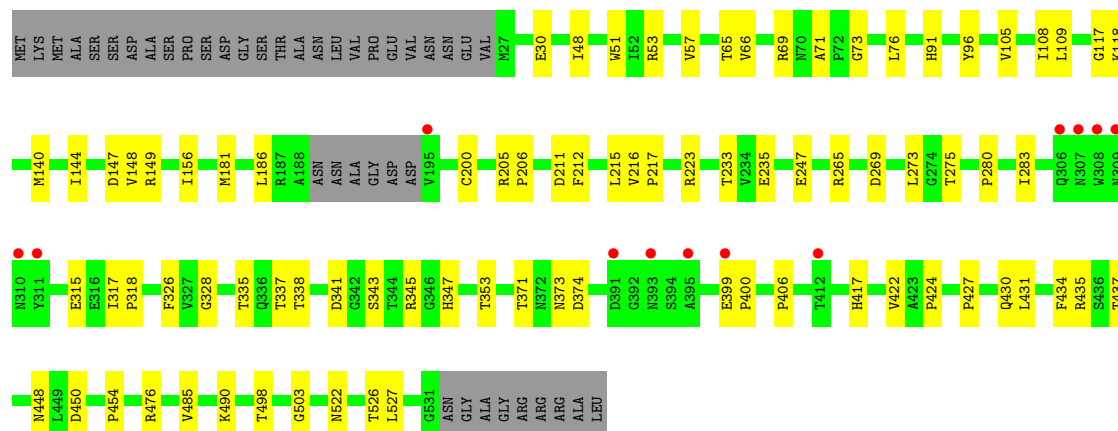 MET LYS MET ALA SER SER ASP ALA SER PRO SER ASP GLY SER THR ALA ASN LEU VAL PRO GLU VAL ASN ASN GLU VAL M27 E30 I48 W51 I52 R53 V57 T65 V66 R69 N70 A71 P72 G73 L76 H91 Y96 V105 I108 L109 G117 K118
M140 I144 D147 V148 R149 I156 M181 L186 R187 A188 ASN ASN ALA GLY ASP ASP V195 C200 R205 P206 D211 F212 L215 V216 P217 R223 T233 V234 E235 E247 R265 D269 L273 G274 T275 P280 I283 Q306 N307 W308 N309
N310 Y311 E315 E316 I317 P318 F326 V327 G328 T335 Q336 T337 T338 D341 G342 S343 T344 R345 G346 H347 T353 T371 N372 N373 D374 D391 G392 N393 S394 A395 E399 P400 P406 T412 H417 V422 A423 P424 P427 Q430 L431 F434 R435 S436 T437
N448 L449 D450 P454 R476 V485 K490 T498 G503 N522 T526 L527 G531 ASN GLY ALA GLY ARG ARG ARG ALA LEU